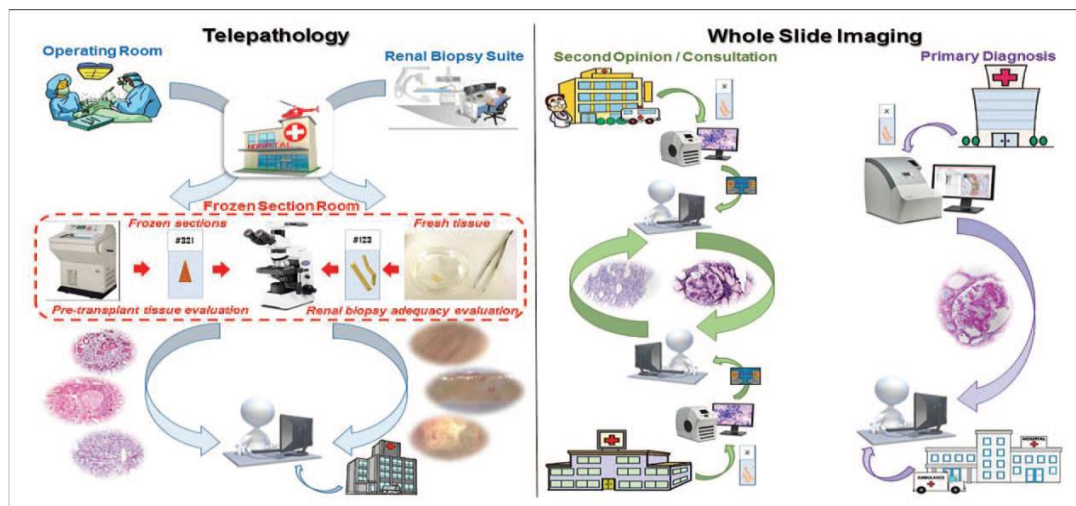 Telepathology
Operating Room
Renal Biopsy Suite
HOSPITAL
Frozen Section Room
Frozen sections
Fresh tissue
#321
#123
Pre-transplant tissue evaluation
Renal biopsy adequacy evaluation
Whole Slide Imaging
Second Opinion / Consultation
Primary Diagnosis
HOSPITAL
AMBULANCE